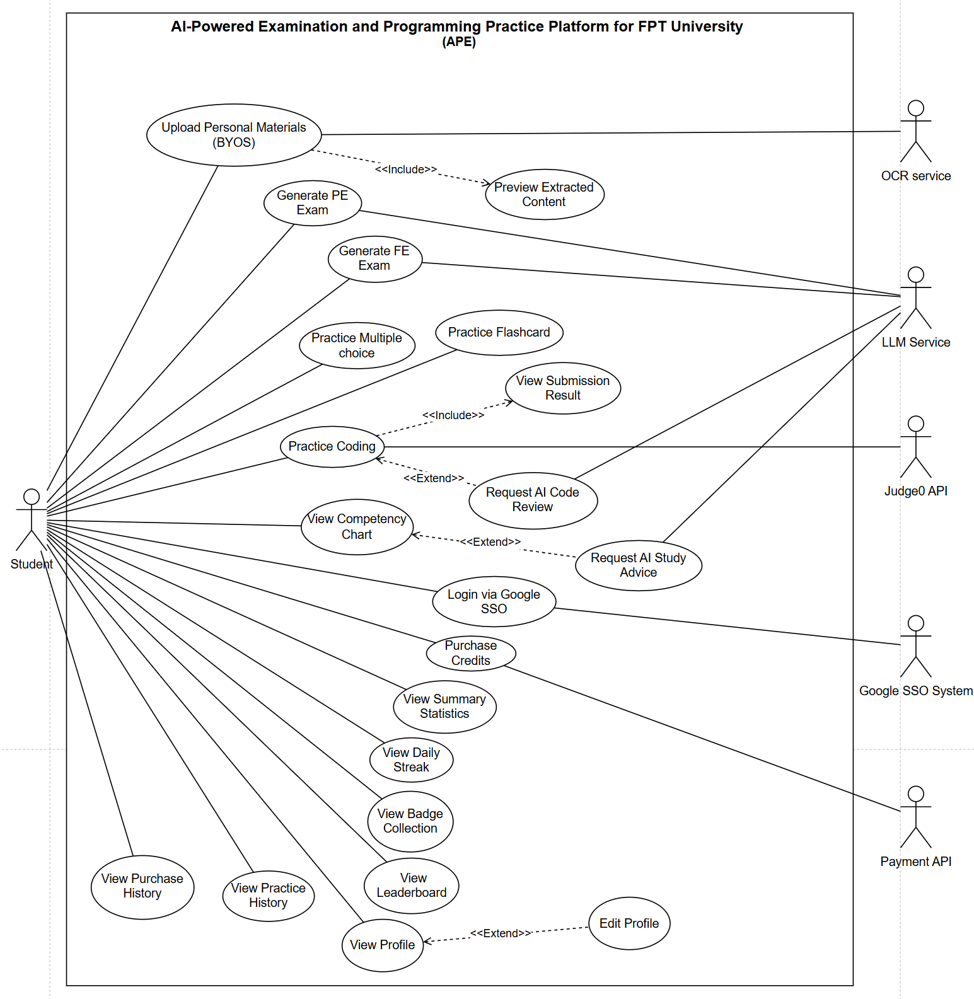 AI-Powered Examination and Programming Practice Platform for FPT University
(APE)
Upload Personal Materials
(BYOS)
OCR service
<<Include>>
Preview Extracted
Content
Generate PE
Exam
Generate FE
Exam
LLM Service
Practice Multiple
choice
Practice Flashcard
View Submission
Result
<<Include>>
Practice Coding
<<Extend>>
Request AI Code
Review
Judge0 API
View Competency
Chart
<<Extend>>
Request AI Study
Advice
Student
Login via Google
SSO
Google SSO System
Purchase
Credits
View Summary
Statistics
View Daily
Streak
View Badge
Collection
Payment API
View Purchase
History
View Practice
History
View
Leaderboard
View Profile
<<Extend>>
Edit Profile